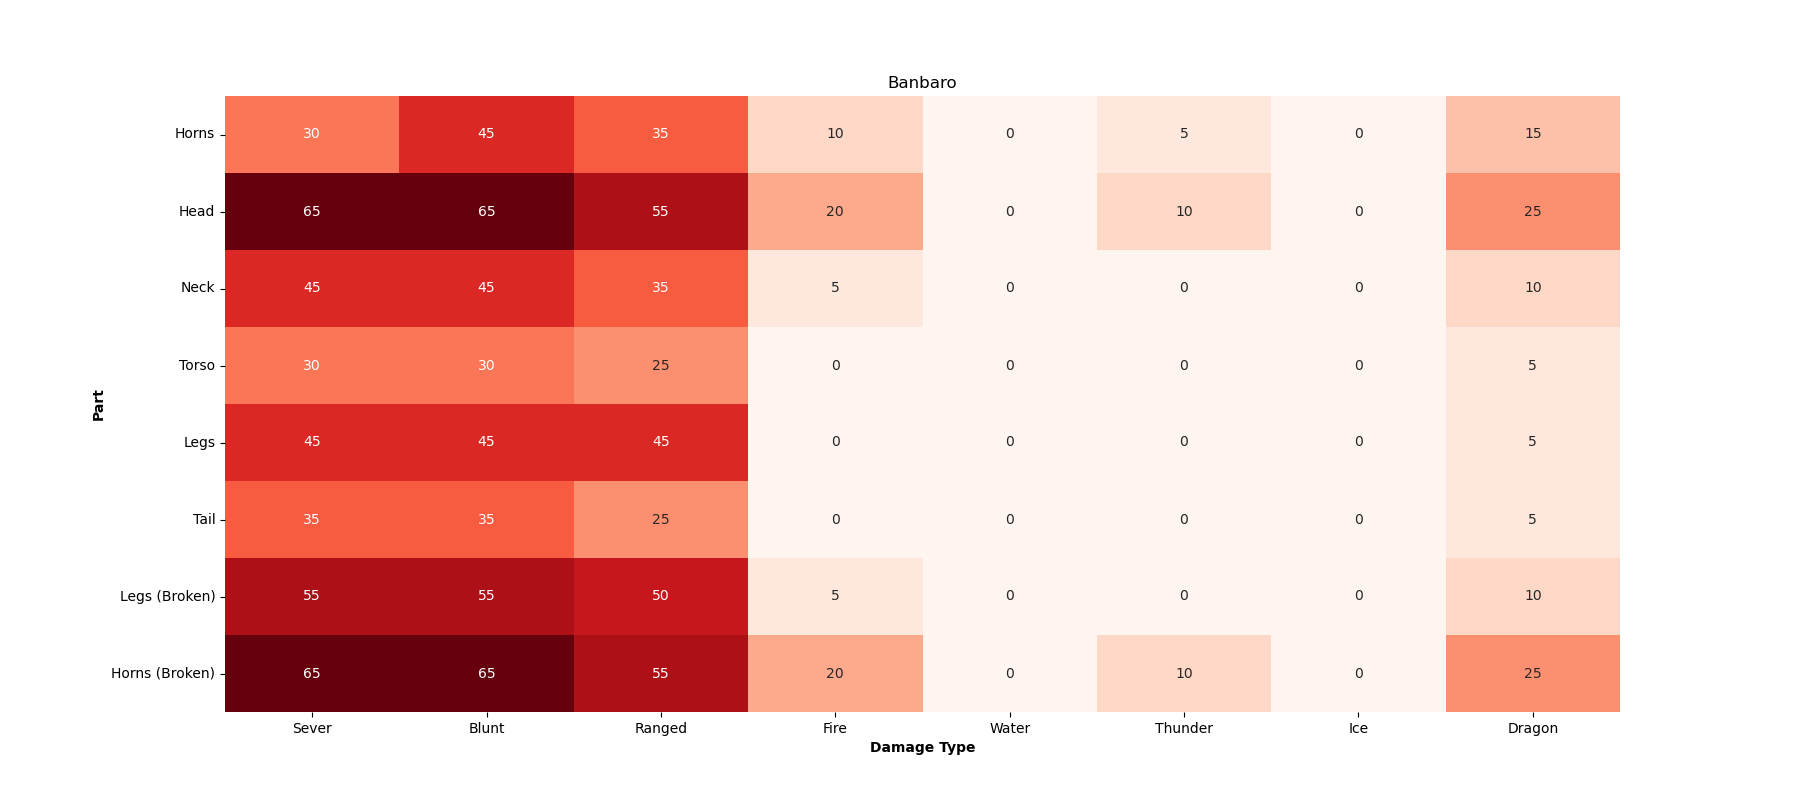 Banbaro
Horns 30 45 35 10 0 5 0 15
Head 65 65 55 20 0 10 0 25
Neck 45 45 35 5 0 0 0 10
Torso 30 30 25 0 0 0 0 5
Legs 45 45 45 0 0 0 0 5
Tail 35 35 25 0 0 0 0 5
Legs (Broken) 55 55 50 5 0 0 0 10
Horns (Broken) 65 65 55 20 0 10 0 25
Sever Blunt Ranged Fire Water Thunder Ice Dragon
Damage Type
Part